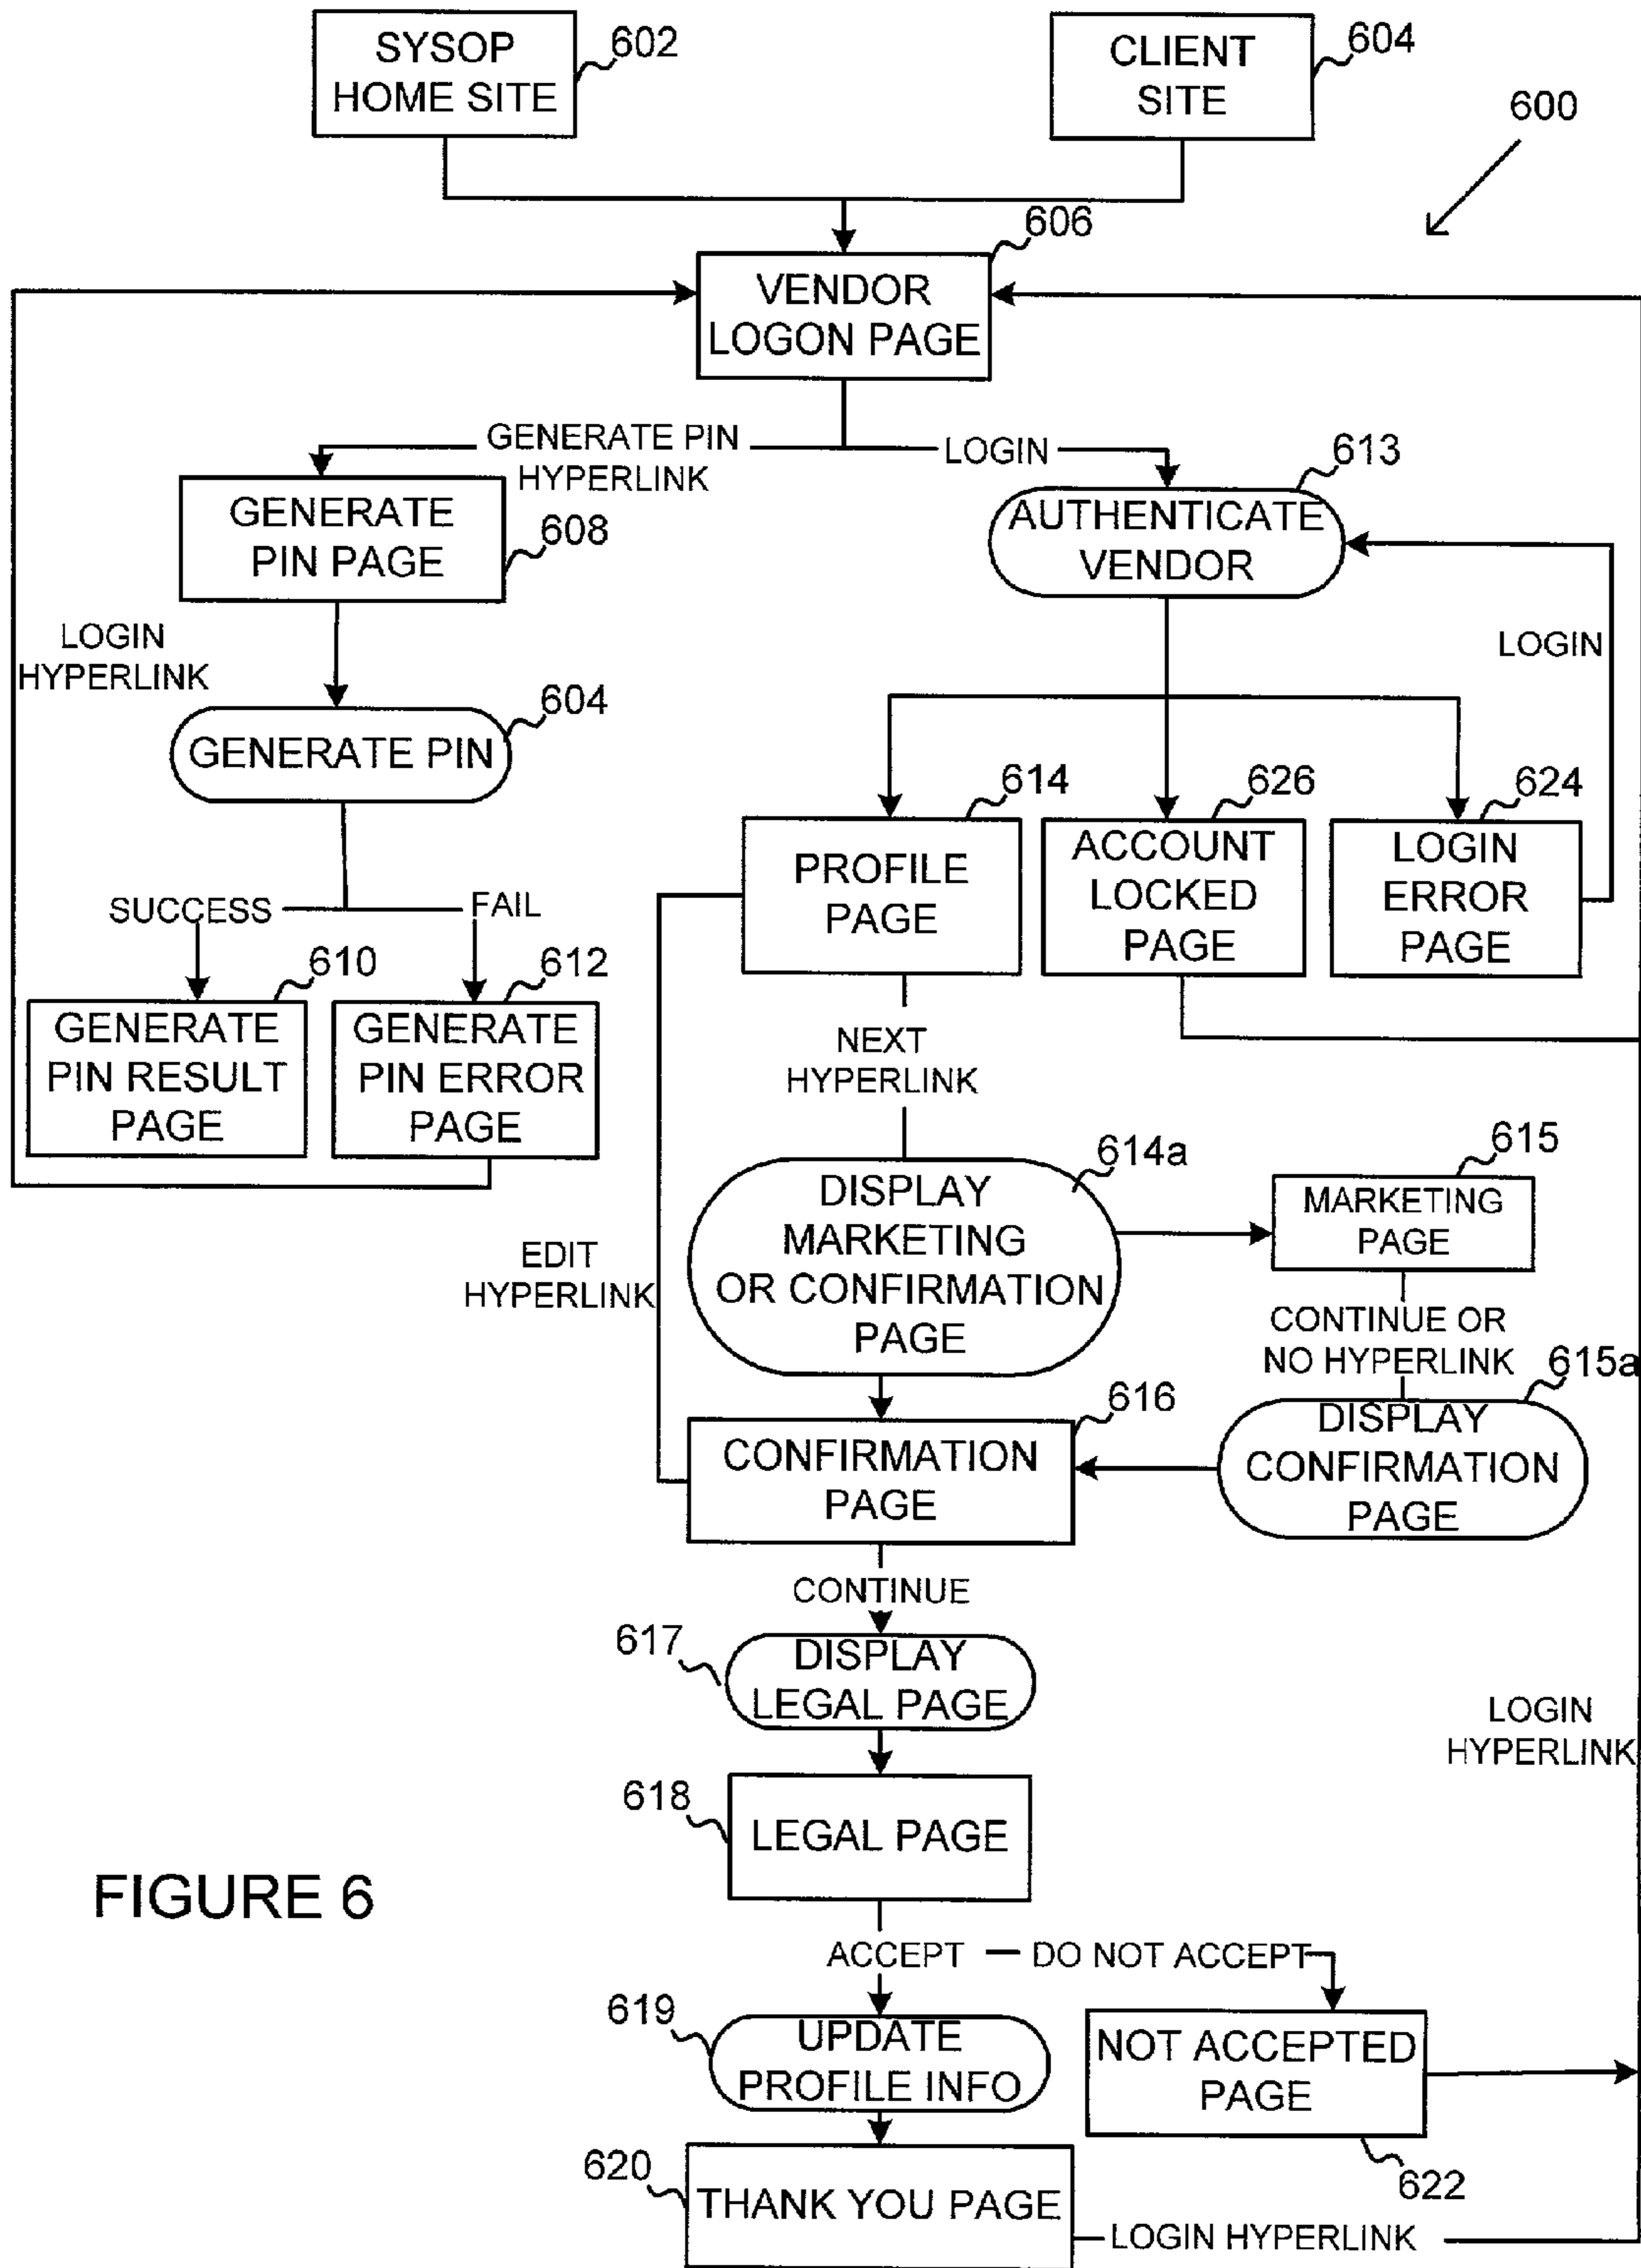 SYSOP
HOME SITE
602
CLIENT
SITE
604
600
606
VENDOR
LOGON PAGE
GENERATE PIN
HYPERLINK
LOGIN
613
GENERATE
PIN PAGE
608
AUTHENTICATE
VENDOR
LOGIN
HYPERLINK
LOGIN
604
GENERATE PIN
614
626
624
PROFILE
PAGE
ACCOUNT
LOCKED
PAGE
LOGIN
ERROR
PAGE
SUCCESS
FAIL
610
612
GENERATE
PIN RESULT
PAGE
GENERATE
PIN ERROR
PAGE
NEXT
HYPERLINK
614a
615
DISPLAY
MARKETING
OR CONFIRMATION
PAGE
MARKETING
PAGE
EDIT
HYPERLINK
CONTINUE OR
NO HYPERLINK
615a
616
CONFIRMATION
PAGE
DISPLAY
CONFIRMATION
PAGE
CONTINUE
617
DISPLAY
LEGAL PAGE
LOGIN
HYPERLINK
618
LEGAL PAGE
FIGURE 6
ACCEPT
DO NOT ACCEPT
619
UPDATE
PROFILE INFO
NOT ACCEPTED
PAGE
622
620
THANK YOU PAGE
LOGIN HYPERLINK